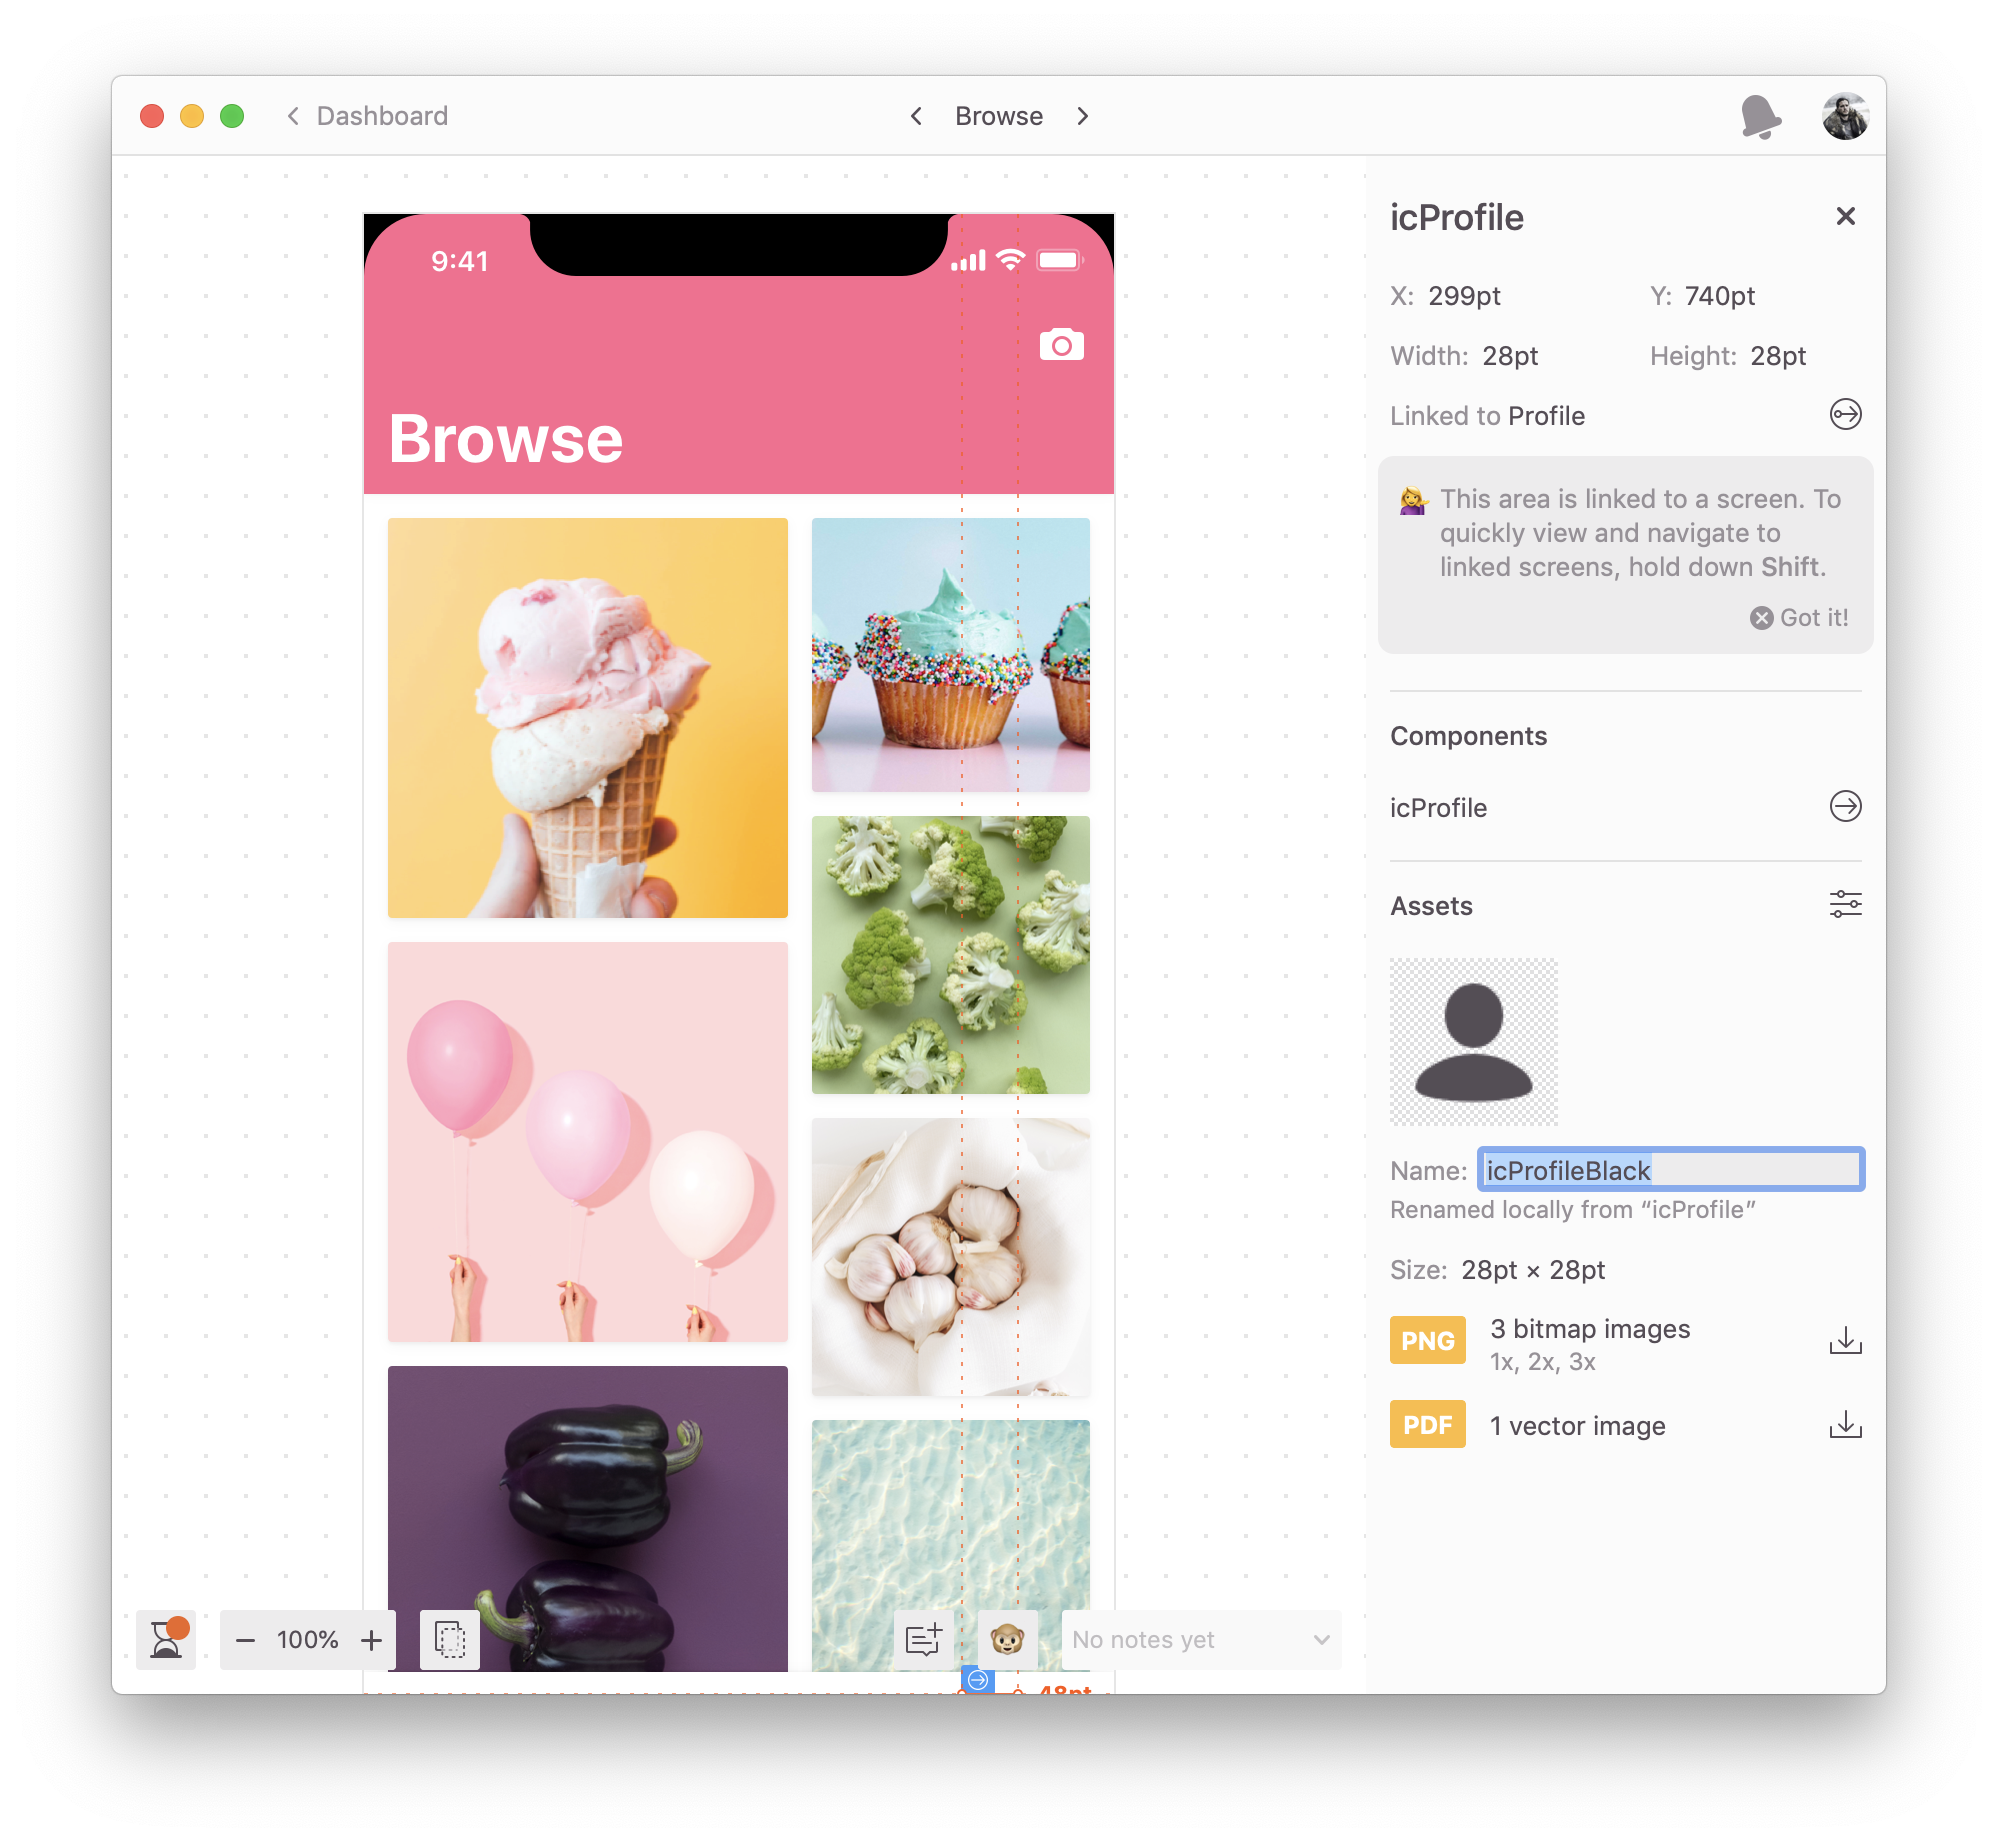 Dashboard
Browse
9:41
Browse
icProfile
X: 299pt
Y: 740pt
Width: 28pt
Height: 28pt
Linked to Profile
This area is linked to a screen. To
quickly view and navigate to
linked screens, hold down Shift.
Got it!
Components
icProfile
Assets
Name: icProfileBlack
Renamed locally from “icProfile”
Size: 28pt × 28pt
PNG
3 bitmap images
1x, 2x, 3x
PDF
1 vector image
100%
No notes yet
48pt